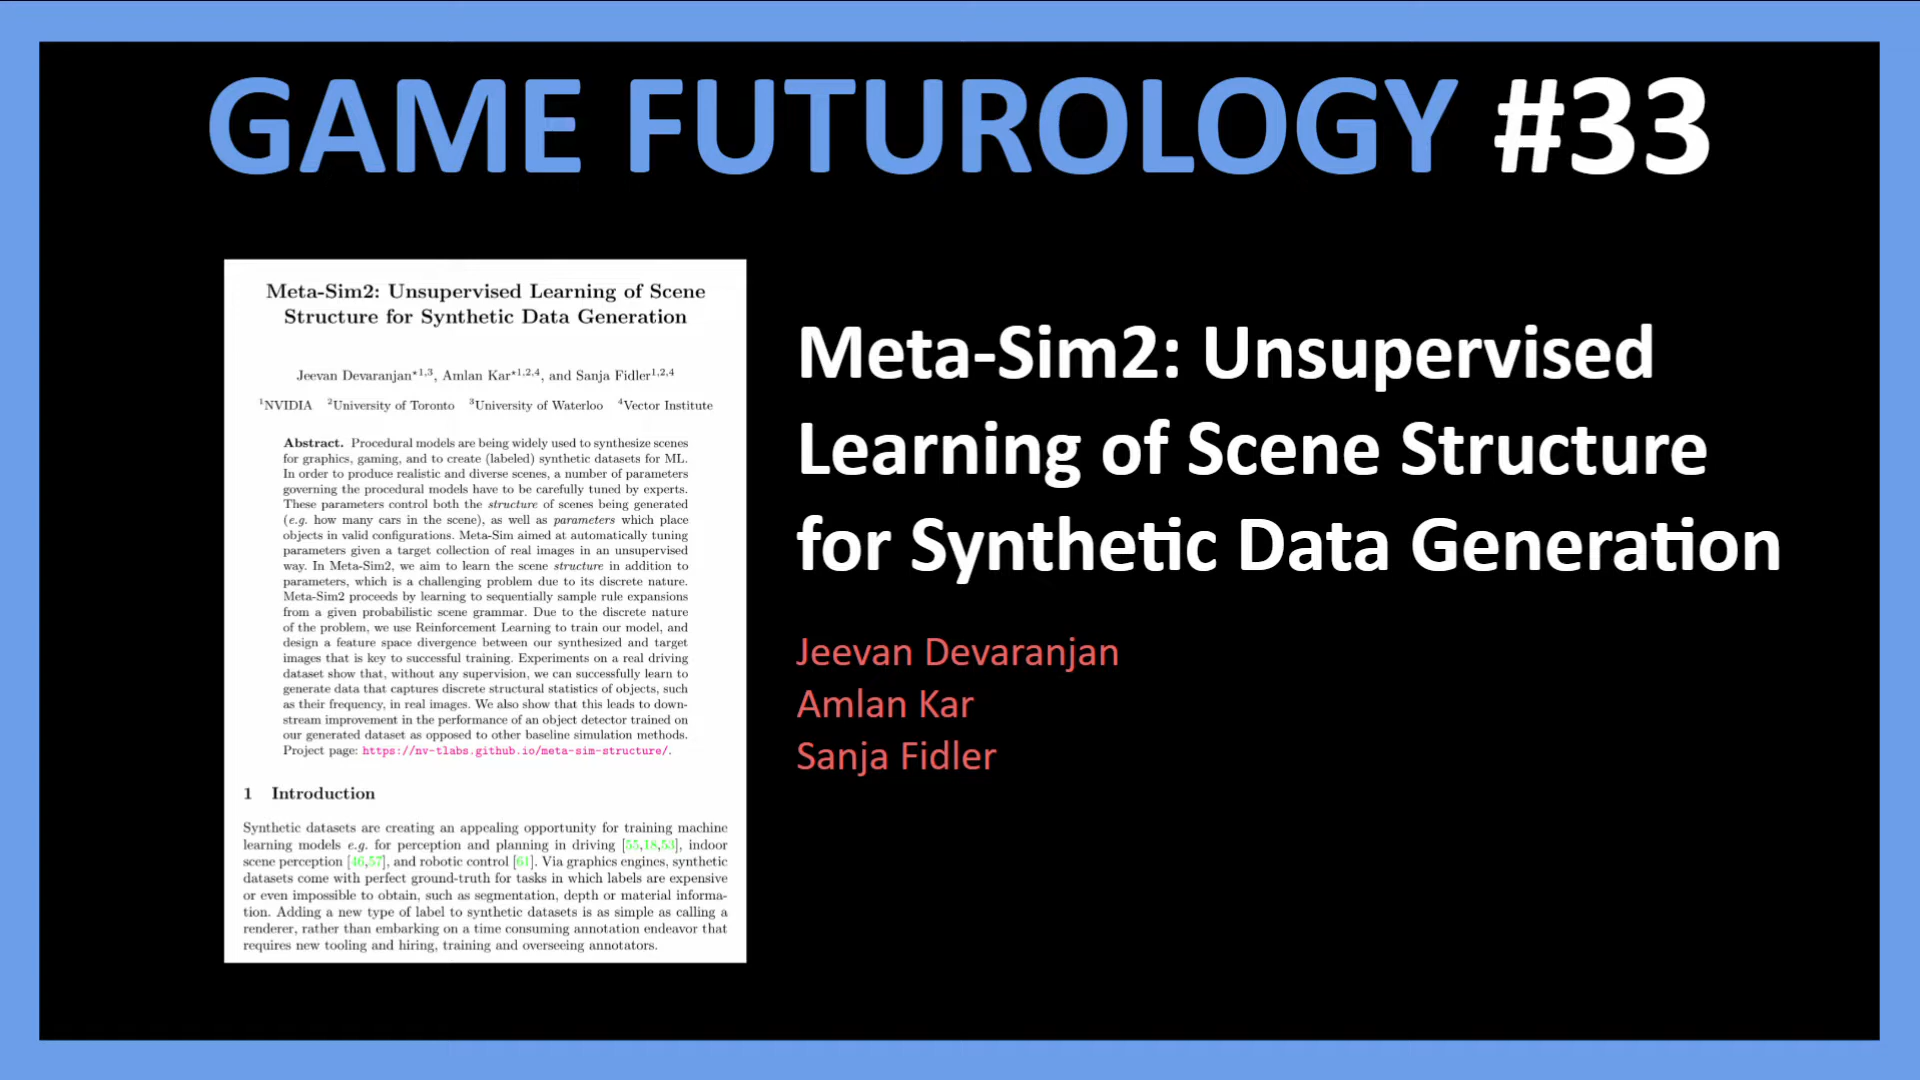 GAME FUTUROLOGY #33
Meta-Sim2: Unsupervised Learning of Scene
Structure for Synthetic Data Generation
Jeevan Devaranjan⋆1,3, Amlan Kar⋆1,2,4, and Sanja Fidler1,2,4
1NVIDIA 2University of Toronto 3University of Waterloo 4Vector Institute
Abstract. Procedural models are being widely used to synthesize scenes
for graphics, gaming, and to create (labeled) synthetic datasets for ML.
In order to produce realistic and diverse scenes, a number of parameters
governing the procedural models have to be carefully tuned by experts.
These parameters control both the structure of scenes being generated
(e.g. how many cars in the scene), as well as parameters which place
objects in valid configurations. Meta-Sim aimed at automatically tuning
parameters given a target collection of real images in an unsupervised
way. In Meta-Sim2, we aim to learn the scene structure in addition to
parameters, which is a challenging problem due to its discrete nature.
Meta-Sim2 proceeds by learning to sequentially sample rule expansions
from a given probabilistic scene grammar. Due to the discrete nature
of the problem, we use Reinforcement Learning to train our model, and
design a feature space divergence between our synthesized and target
images that is key to successful training. Experiments on a real driving
dataset show that, without any supervision, we can successfully learn to
generate data that captures discrete structural statistics of objects, such
as their frequency, in real images. We also show that this leads to down-
stream improvement in the performance of an object detector trained on
our generated dataset as opposed to other baseline simulation methods.
Project page: https://nv-tlabs.github.io/meta-sim-structure/.
1 Introduction
Synthetic datasets are creating an appealing opportunity for training machine
learning models e.g. for perception and planning in driving [55,18,53], indoor
scene perception [46,57], and robotic control [61]. Via graphics engines, synthetic
datasets come with perfect ground-truth for tasks in which labels are expensive
or even impossible to obtain, such as segmentation, depth or material informa-
tion. Adding a new type of label to synthetic datasets is as simple as calling a
renderer, rather than embarking on a time consuming annotation endeavor that
requires new tooling and hiring, training and overseeing annotators.
Meta-Sim2: Unsupervised
Learning of Scene Structure
for Synthetic Data Generation
Jeevan Devaranjan
Amlan Kar
Sanja Fidler